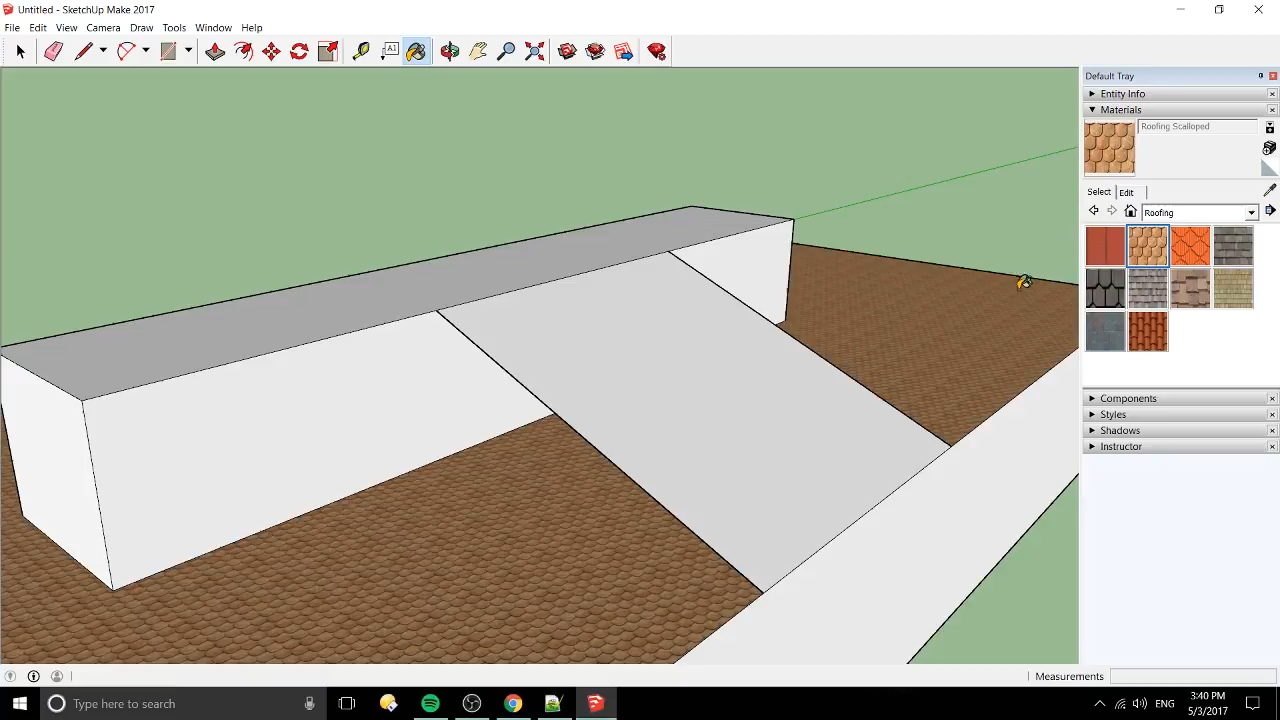 Untitled - SketchUp Make 2017
File Edit View Camera Draw Tools Window Help
A1
Default Tray
Entity Info
Materials
Roofing Scalloped
Select Edit
Roofing
Components
Styles
Shadows
Instructor
Measurements
Type here to search
ENG
3:40 PM
5/3/2017